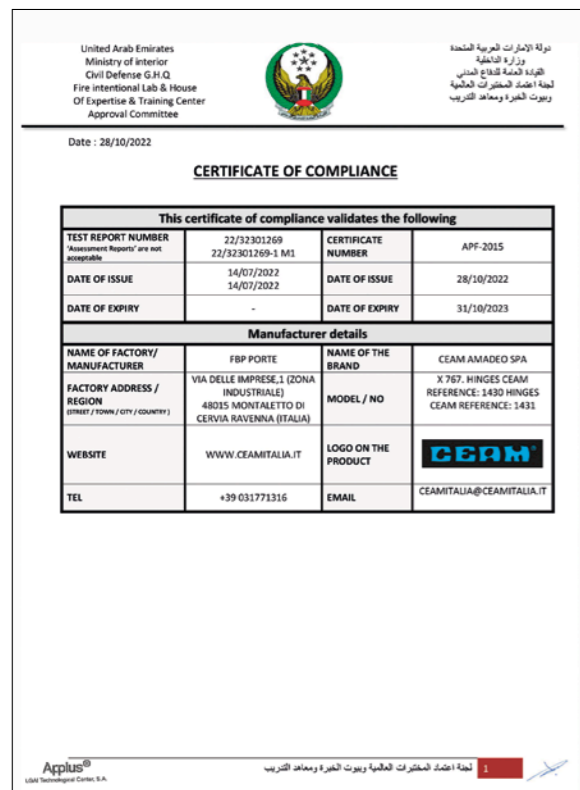 United Arab Emirates
Ministry of interior
Civil Defense G.H.Q
Fire intentional Lab & House
Of Expertise & Training Center
Approval Committee
دولة الامارات العربية المتحدة
وزارة الداخلية
القيادة العامة للدفاع المدني
لجنة اعتماد المختبرات العالمية
وبيوت الخبرة ومعاهد التدريب
Date : 28/10/2022
CERTIFICATE OF COMPLIANCE
This certificate of compliance validates the following
TEST REPORT NUMBER
'Assessment Reports' are not
acceptable
22/32301269
22/32301269-1 M1
CERTIFICATE
NUMBER
APF-2015
DATE OF ISSUE
14/07/2022
14/07/2022
DATE OF ISSUE
28/10/2022
DATE OF EXPIRY
-
DATE OF EXPIRY
31/10/2023
Manufacturer details
NAME OF FACTORY/
MANUFACTURER
FBP PORTE
NAME OF THE
BRAND
CEAM AMADEO SPA
FACTORY ADDRESS /
REGION
(STREET / TOWN / CITY / COUNTRY )
VIA DELLE IMPRESE,1 (ZONA
INDUSTRIALE)
48015 MONTALETTO DI
CERVIA RAVENNA (ITALIA)
MODEL / NO
X 767. HINGES CEAM
REFERENCE: 1430 HINGES
CEAM REFERENCE: 1431
WEBSITE
WWW.CEAMITALIA.IT
LOGO ON THE
PRODUCT
CEAM
TEL
+39 031771316
EMAIL
CEAMITALIA@CEAMITALIA.IT
Applus®
LGAI Technological Center, S.A.
لجنة اعتماد المختبرات العالمية وبيوت الخبرة ومعاهد التدريب
1